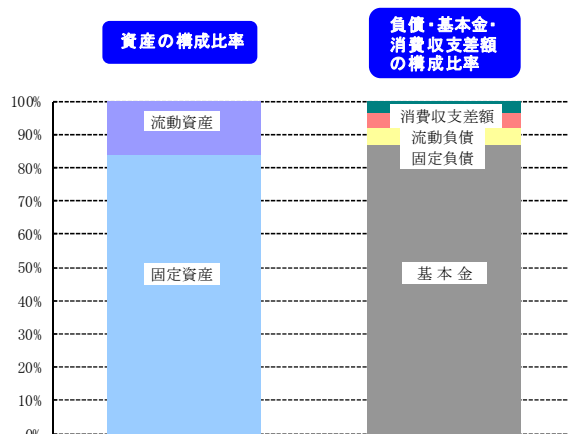 資産の構成比率
負債・基本金・
消費収支差額
の構成比率
100%
90%
80%
70%
60%
50%
40%
30%
20%
10%
0%
流動資産
固定資産
消費収支差額
流動負債
固定負債
基本金